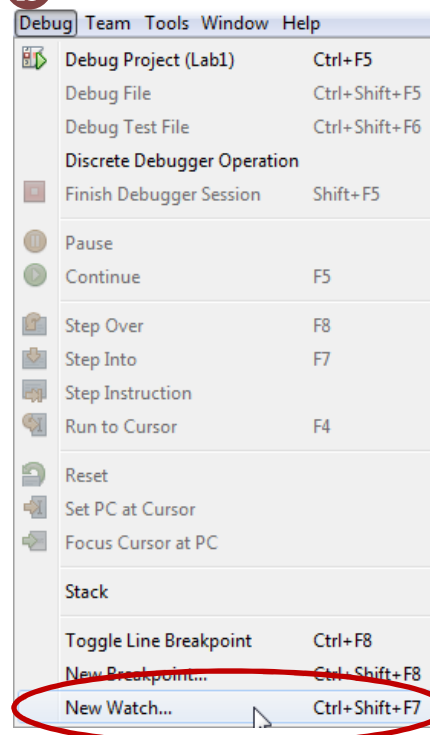 Debug Team Tools Window Help
Debug Project (Lab1) Ctrl+F5
Debug File Ctrl+Shift+F5
Debug Test File Ctrl+Shift+F6
Discrete Debugger Operation
Finish Debugger Session Shift+F5
Pause
Continue F5
Step Over F8
Step Into F7
Step Instruction
Run to Cursor F4
Reset
Set PC at Cursor
Focus Cursor at PC
Stack
Toggle Line Breakpoint Ctrl+F8
New Breakpoint... Ctrl+Shift+F8
New Watch... Ctrl+Shift+F7